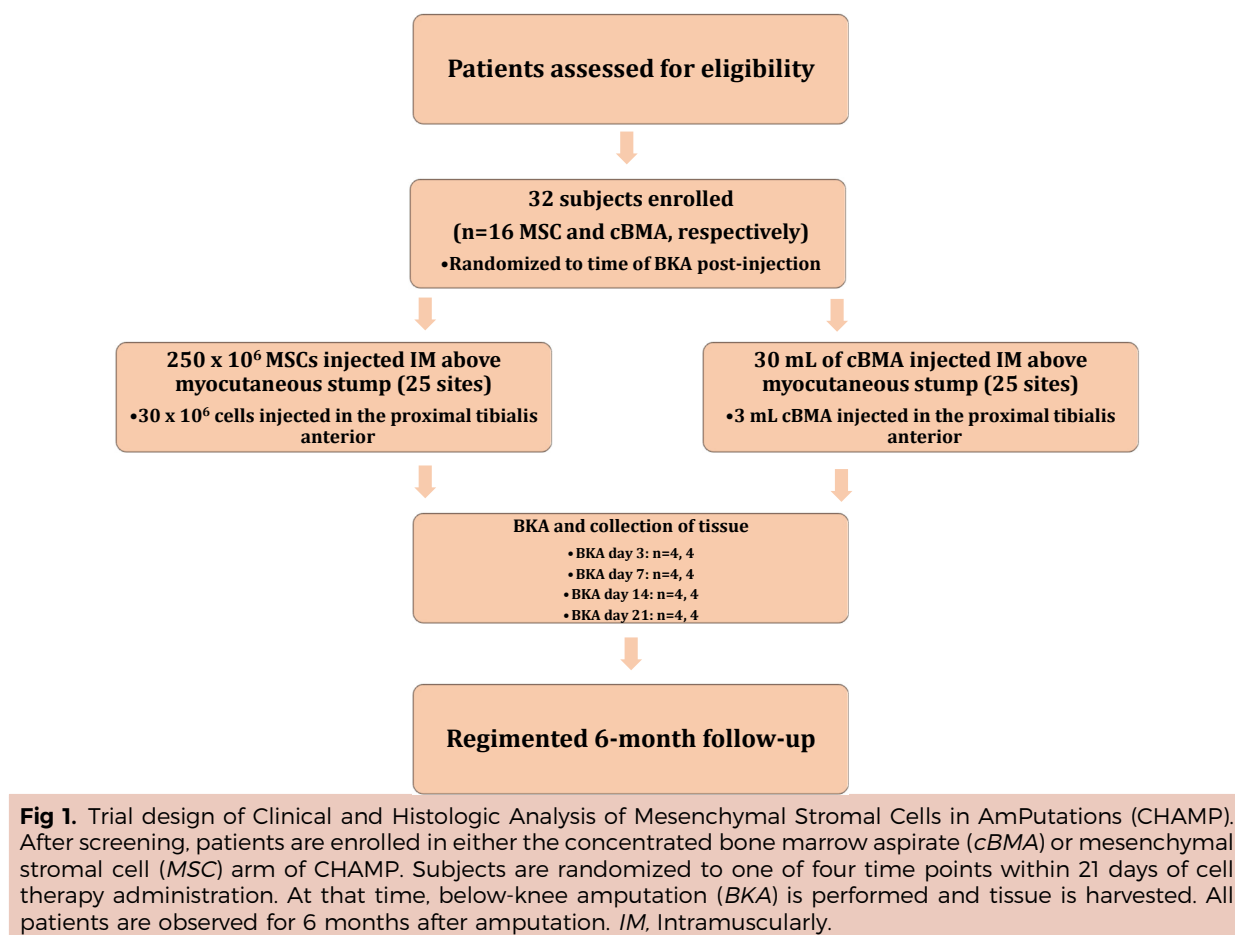 Patients assessed for eligibility
32 subjects enrolled
(n=16 MSC and cBMA, respectively)
•Randomized to time of BKA post-injection
250 x 10⁶ MSCs injected IM above
myocutaneous stump (25 sites)
•30 x 10⁶ cells injected in the proximal tibialis
anterior
30 mL of cBMA injected IM above
myocutaneous stump (25 sites)
•3 mL cBMA injected in the proximal tibialis
anterior
BKA and collection of tissue
•BKA day 3: n=4, 4
•BKA day 7: n=4, 4
•BKA day 14: n=4, 4
•BKA day 21: n=4, 4
Regimented 6-month follow-up
Fig 1. Trial design of Clinical and Histologic Analysis of Mesenchymal Stromal Cells in AmPutations (CHAMP).
After screening, patients are enrolled in either the concentrated bone marrow aspirate (cBMA) or mesenchymal
stromal cell (MSC) arm of CHAMP. Subjects are randomized to one of four time points within 21 days of cell
therapy administration. At that time, below-knee amputation (BKA) is performed and tissue is harvested. All
patients are observed for 6 months after amputation. IM, Intramuscularly.